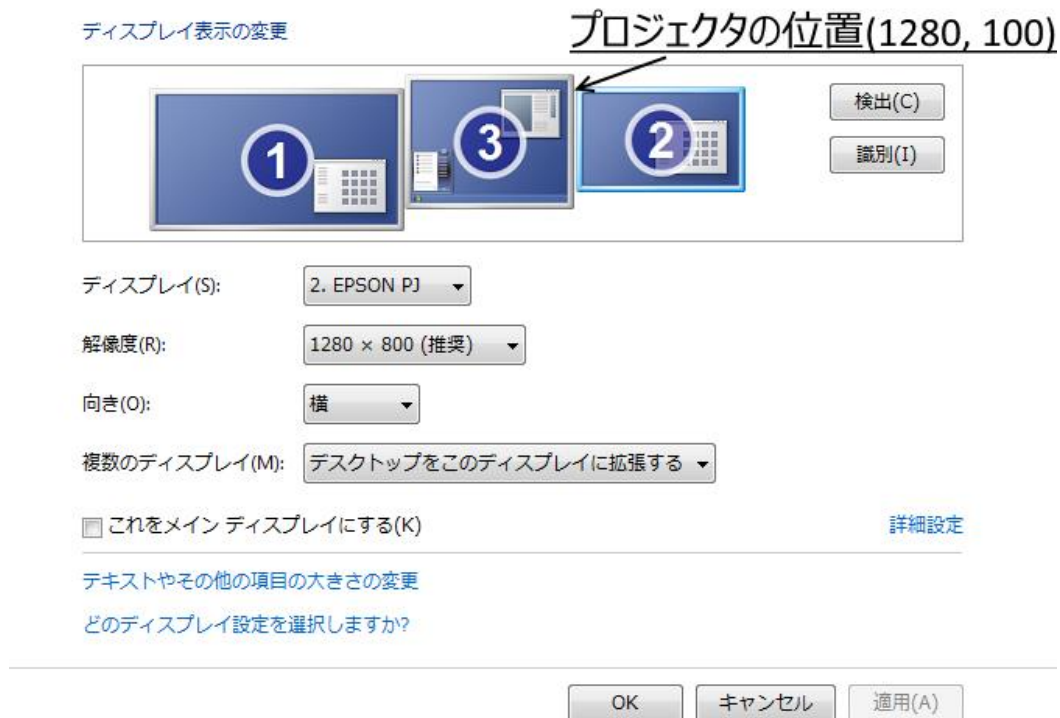 ディスプレイ表示の変更
プロジェクタの位置(1280, 100)
1
3
2
検出(C)
識別(I)
ディスプレイ(S):
2. EPSON PJ
解像度(R):
1280 × 800 (推奨)
向き(O):
横
複数のディスプレイ(M):
デスクトップをこのディスプレイに拡張する
これをメイン ディスプレイにする(K)
詳細設定
テキストやその他の項目の大きさの変更
どのディスプレイ設定を選択しますか?
OK
キャンセル
適用(A)